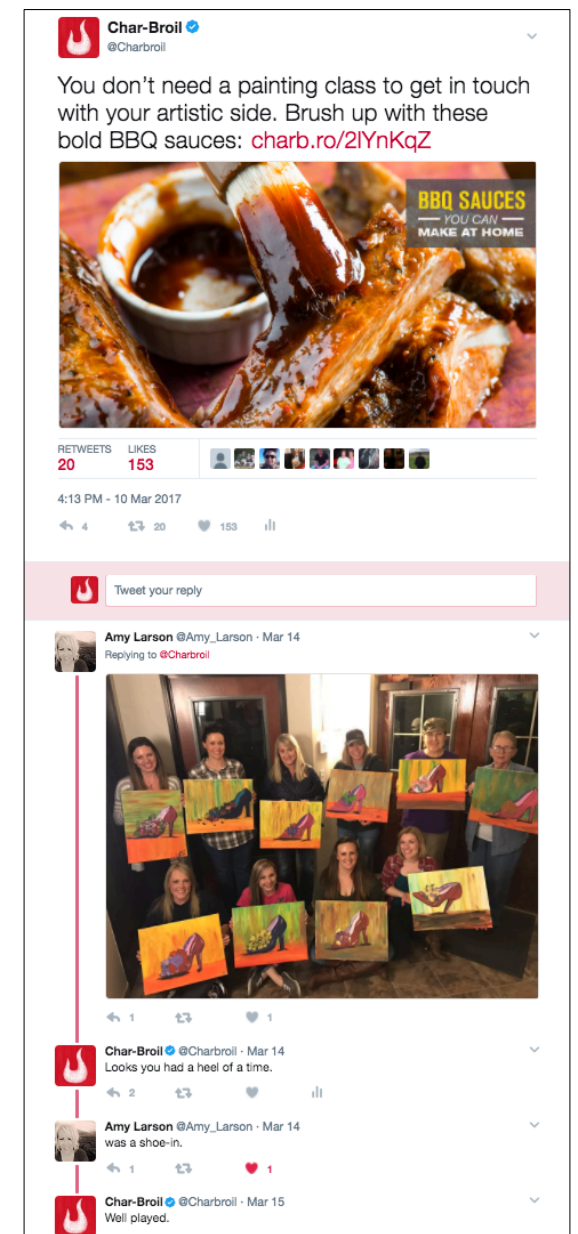 Char-Broil
@Charbroil
You don’t need a painting class to get in touch
with your artistic side. Brush up with these
bold BBQ sauces: charb.ro/2lYnKqZ
BBQ SAUCES
YOU CAN
MAKE AT HOME
RETWEETS LIKES
20 153
4:13 PM - 10 Mar 2017
4 20 153
Tweet your reply
Amy Larson @Amy_Larson · Mar 14
Replying to @Charbroil
1 1
Char-Broil @Charbroil · Mar 14
Looks you had a heel of a time.
2
Amy Larson @Amy_Larson · Mar 14
was a shoe-in.
1 1
Char-Broil @Charbroil · Mar 15
Well played.